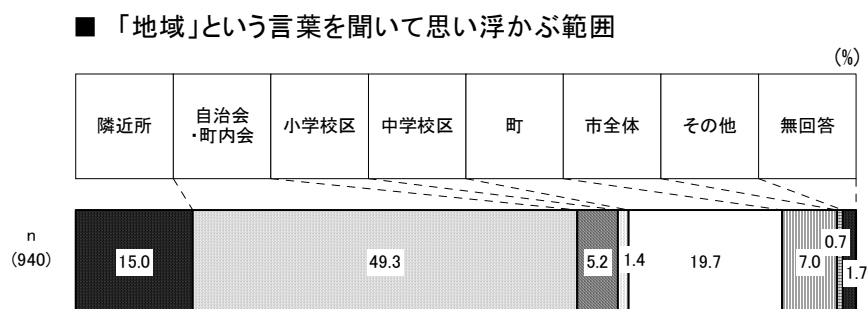 ■ 「地域」という言葉を聞いて思い浮かぶ範囲
(%)
隣近所 自治会・町内会 小学校区 中学校区 町 市全体 その他 無回答
n
(940)
15.0 49.3 5.2 1.4 19.7 7.0 0.7 1.7